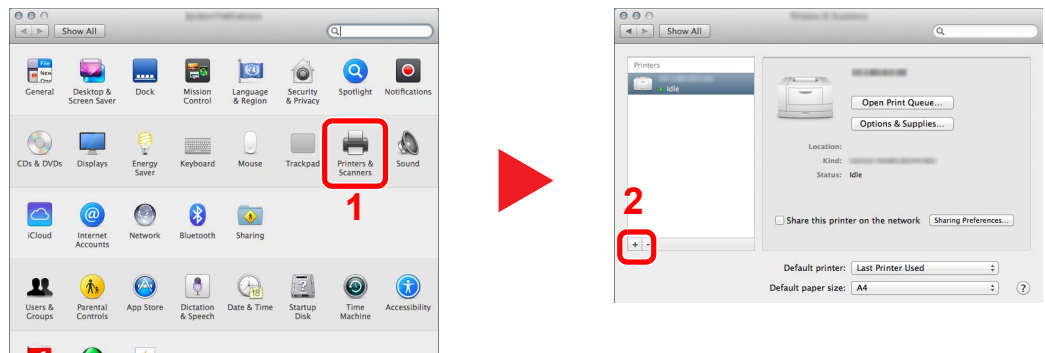 Show All
File
New
One
General
Desktop &
Screen Saver
Dock
Mission
Control
Language
& Region
Security
& Privacy
Spotlight
Notifications
CDs & DVDs
Displays
Energy
Saver
Keyboard
Mouse
Trackpad
Printers &
Scanners
Sound
1
iCloud
Internet
Accounts
Network
Bluetooth
Sharing
Users &
Groups
Parental
Controls
App Store
Dictation
& Speech
18
Date & Time
Startup
Disk
Time
Machine
Accessibility
Show All
Printers
Idle
Open Print Queue...
Options & Supplies...
Location:
Kind:
Status: Idle
2
Share this printer on the network
Sharing Preferences...
+ -
Default printer: Last Printer Used
Default paper size: A4
?